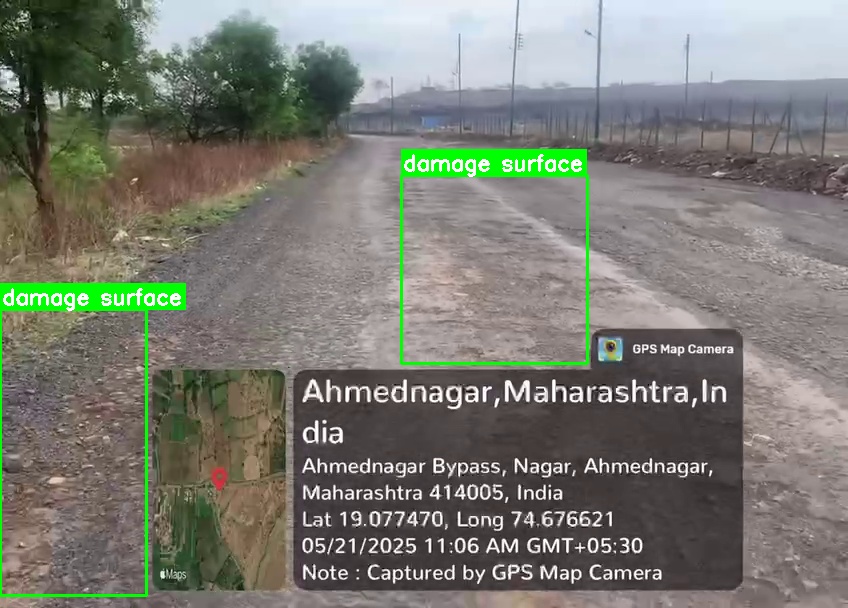 damage surface
damage surface
GPS Map Camera
Ahmednagar,Maharashtra,In
dia
Ahmednagar Bypass, Nagar, Ahmednagar,
Maharashtra 414005, India
Lat 19.077470, Long 74.676621
05/21/2025 11:06 AM GMT+05:30
Note : Captured by GPS Map Camera
Maps